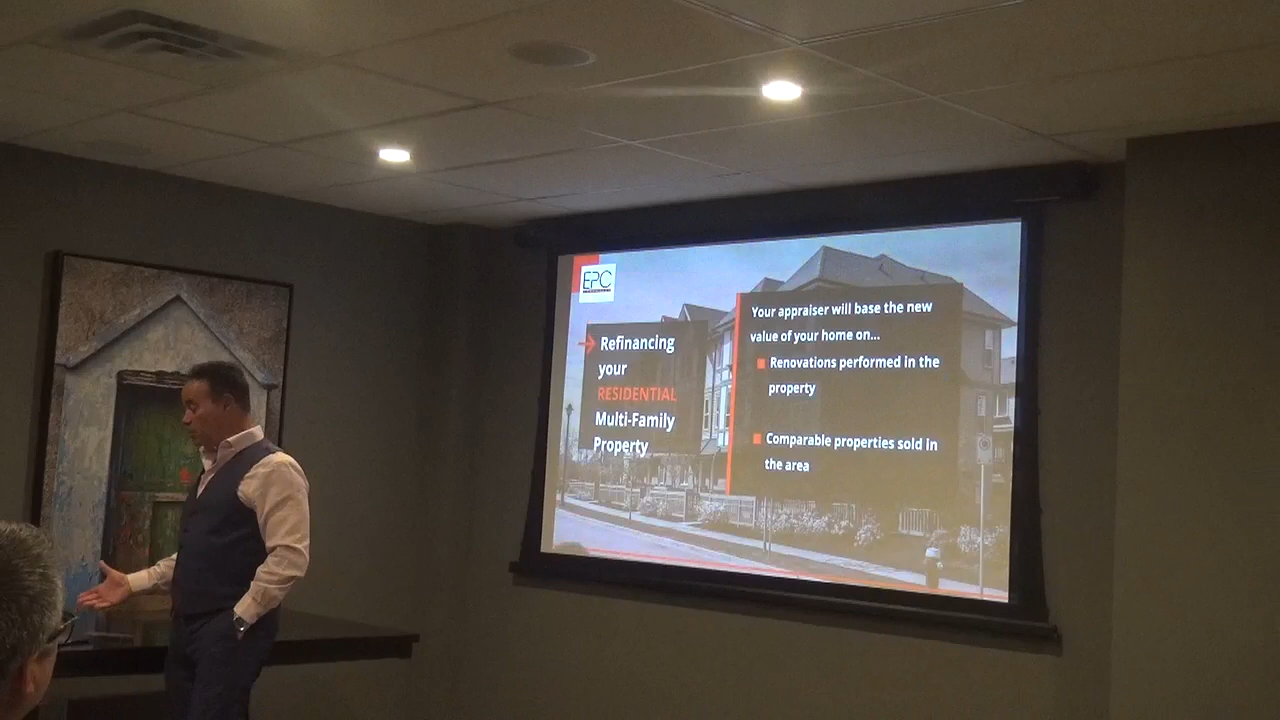 EPC
Refinancing
your
RESIDENTIAL
Multi-Family
Property
Your appraiser will base the new
value of your home on...
Renovations performed in the
property
Comparable properties sold in
the area